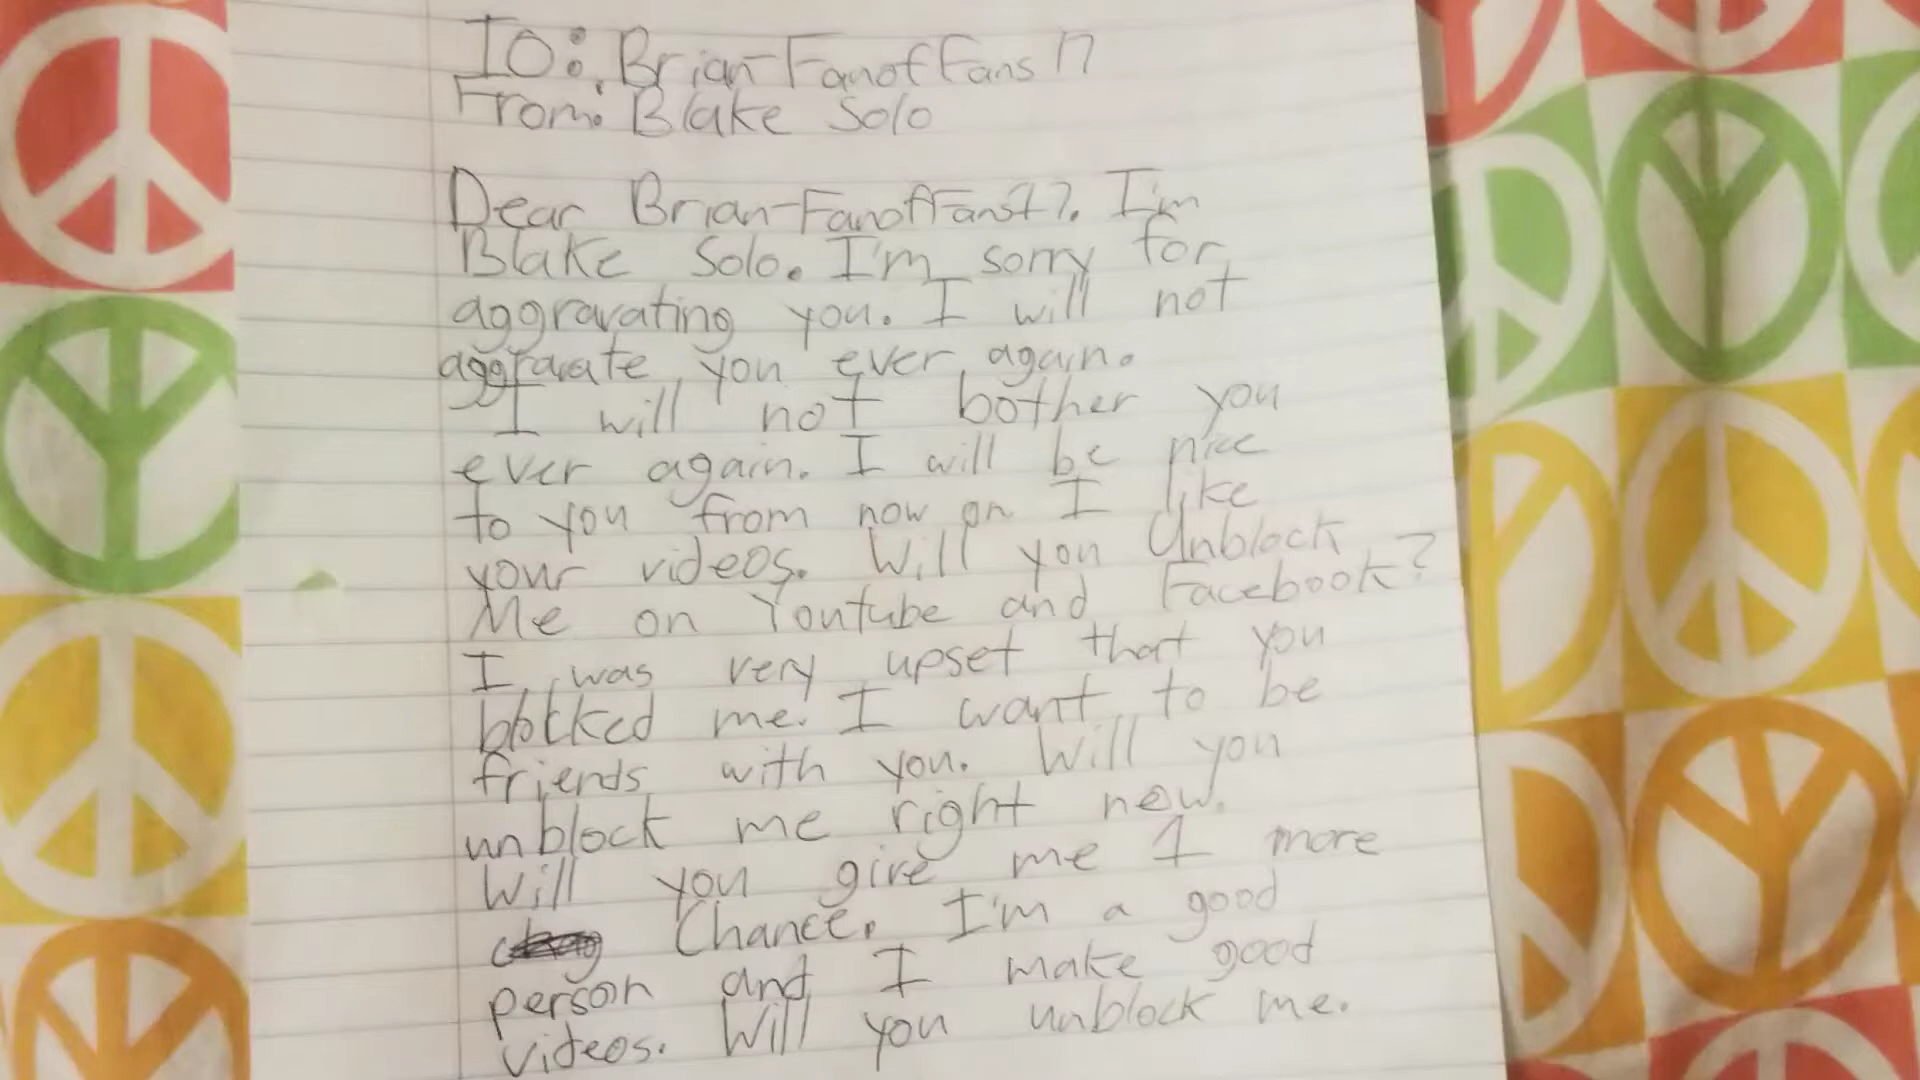 TO: Brian-FanofFans17
From: Blake Solo
Dear Brian-FanofFans17. I'm
Blake Solo. I'm sorry for
aggravating you. I will not
aggravate you ever again.
I will not bother you
ever again. I will be nice
to you from now on I like
your videos. Will you Unblock
Me on Youtube and Facebook?
I was very upset that you
blocked me. I want to be
friends with you. Will you
unblock me right now.
Will you give me 1 more
Chance. I'm a good
person and I make good
videos. Will you unblock me.